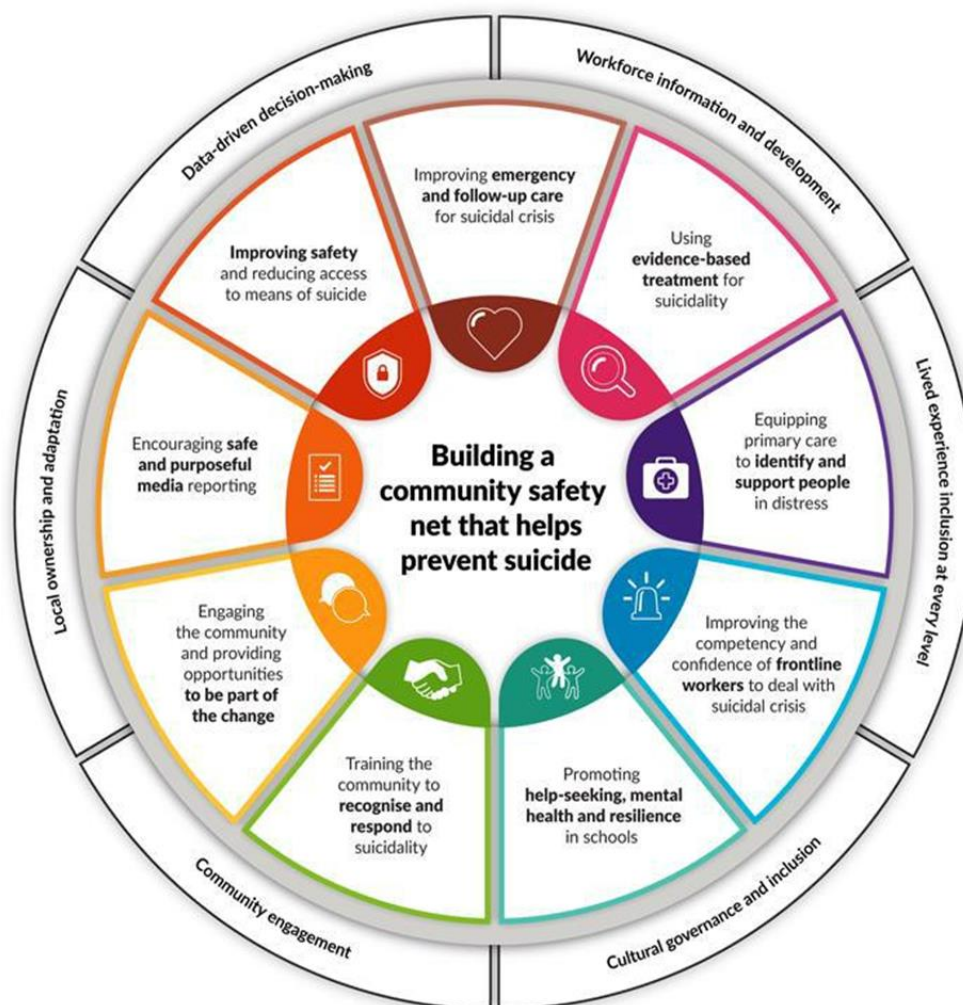 Data-driven decision-making
Workforce information and development
Lived experience inclusion at every level
Cultural governance and inclusion
Community engagement
Local ownership and adaptation
Improving emergency
and follow-up care
for suicidal crisis
Using
evidence-based
treatment for
suicidality
Equipping
primary care
to identify and
support people
in distress
Improving the
competency and
confidence of frontline
workers to deal with
suicidal crisis
Promoting
help-seeking, mental
health and resilience
in schools
Training the
community to
recognise and
respond to
suicidality
Engaging
the community
and providing
opportunities
to be part of
the change
Encouraging safe
and purposeful
media reporting
Improving safety
and reducing access
to means of suicide
Building a
community safety
net that helps
prevent suicide